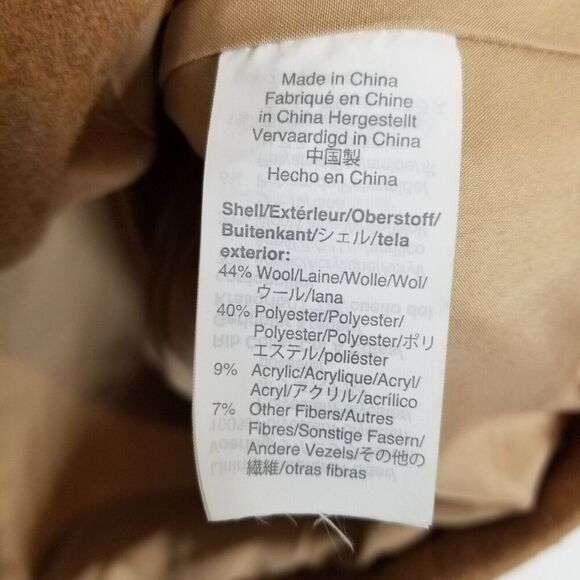 Made in China
Fabriqué en Chine
in China Hergestellt
Vervaardigd in China
中国製
Hecho en China
Shell/Extérieur/Oberstoff/
Buitenkant/シェル/tela
exterior:
44% Wool/Laine/Wolle/Wol/
ウール/lana
40% Polyester/Polyester/
Polyester/Polyester/ポリ
エステル/poliéster
9% Acrylic/Acrylique/Acryl/
Acryl/アクリル/acrílico
7% Other Fibers/Autres
Fibres/Sonstige Fasern/
Andere Vezels/その他の
繊維/otras fibras